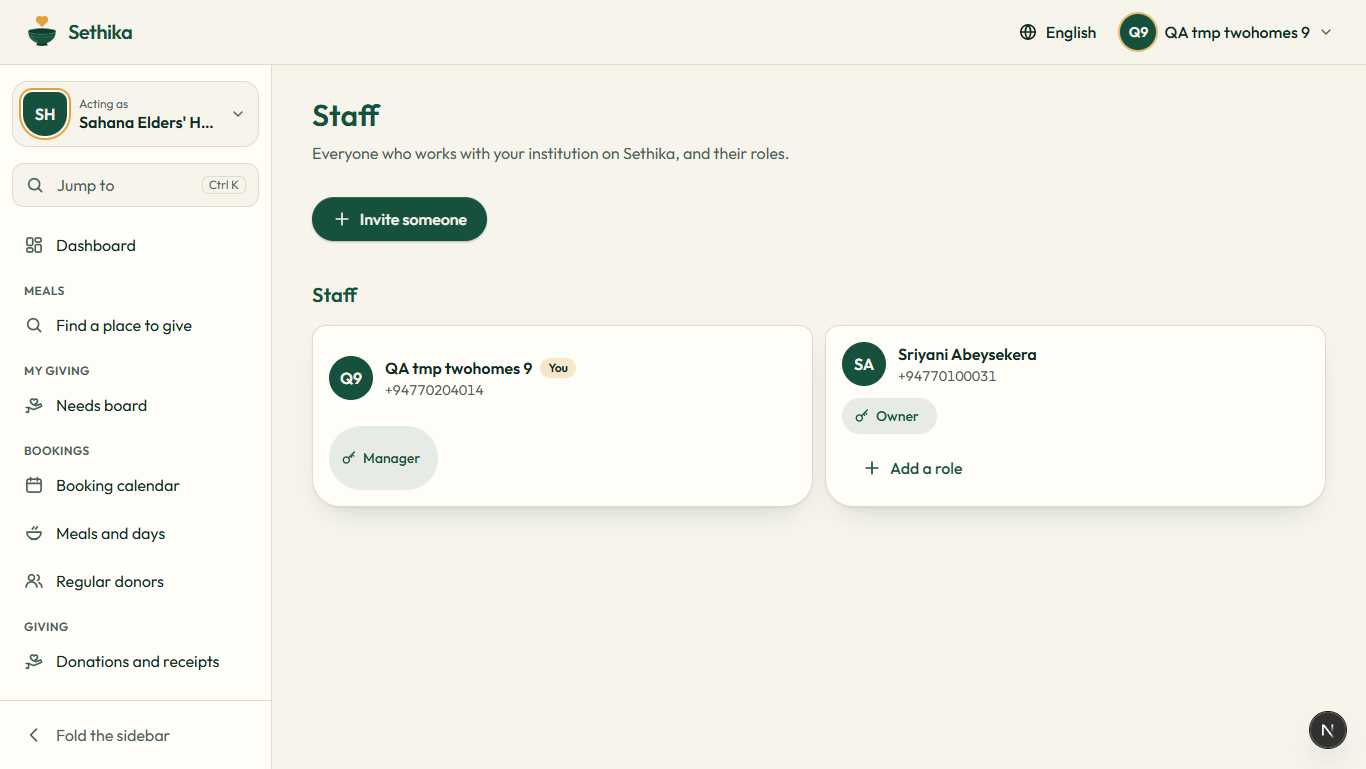 Sethika
English
Q9
QA tmp twohomes 9
SH
Acting as
Sahana Elders' H...
Jump to
Ctrl K
Dashboard
MEALS
Find a place to give
MY GIVING
Needs board
BOOKINGS
Booking calendar
Meals and days
Regular donors
GIVING
Donations and receipts
Fold the sidebar
Staff
Everyone who works with your institution on Sethika, and their roles.
Invite someone
Staff
Q9
QA tmp twohomes 9
You
+94770204014
Manager
SA
Sriyani Abeysekera
+94770100031
Owner
Add a role
N